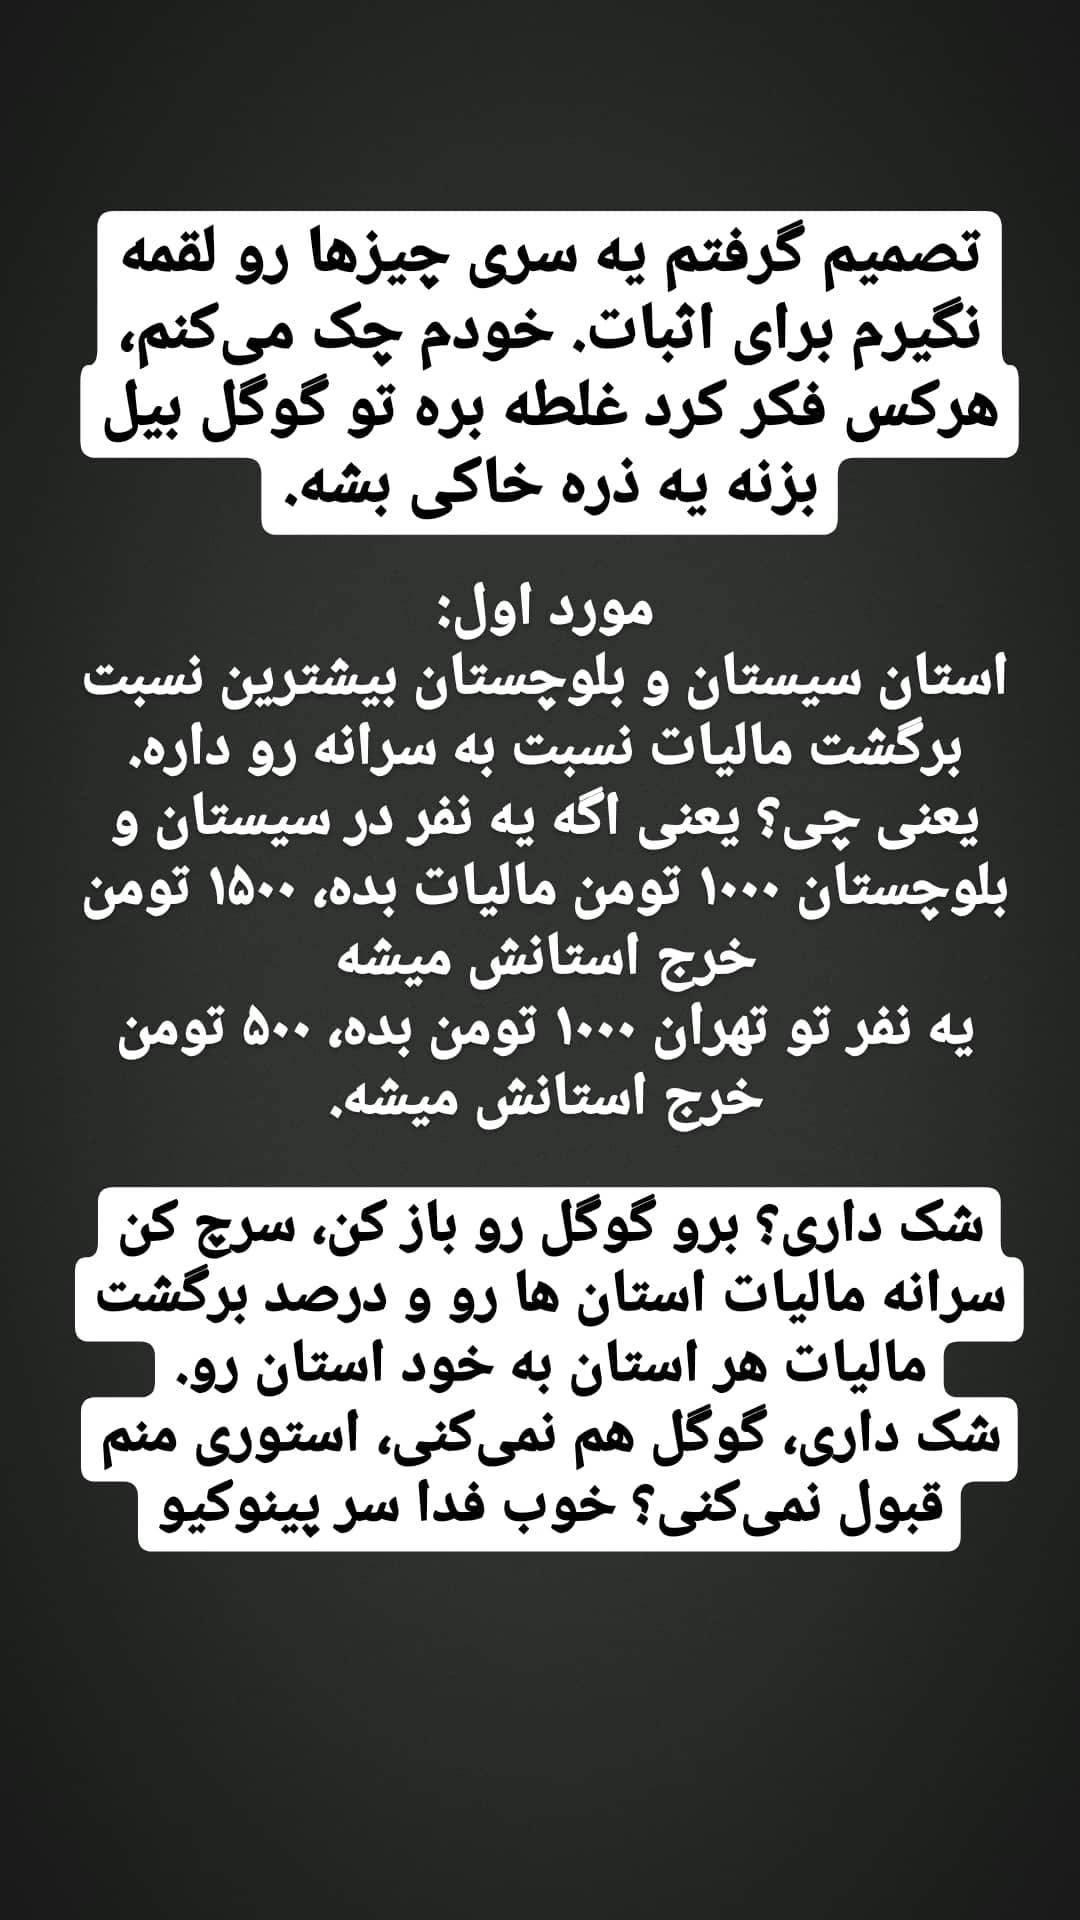 تصمیم گرفتم یه سری چیزها رو لقمه
نگیرم برای اثبات. خودم چک می‌کنم،
هرکس فکر کرد غلطه بره تو گوگل بیل
بزنه یه ذره خاکی بشه.
مورد اول:
استان سیستان و بلوچستان بیشترین نسبت
برگشت مالیات نسبت به سرانه رو داره.
یعنی چی؟ یعنی اگه یه نفر در سیستان و
بلوچستان ۱۰۰۰ تومن مالیات بده، ۱۵۰۰ تومن
خرج استانش میشه
یه نفر تو تهران ۱۰۰۰ تومن بده، ۵۰۰ تومن
خرج استانش میشه.
شک داری؟ برو گوگل رو باز کن، سرچ کن
سرانه مالیات استان ها رو و درصد برگشت
مالیات هر استان به خود استان رو.
شک داری، گوگل هم نمی‌کنی، استوری منم
قبول نمی‌کنی؟ خوب فدا سر پینوکیو